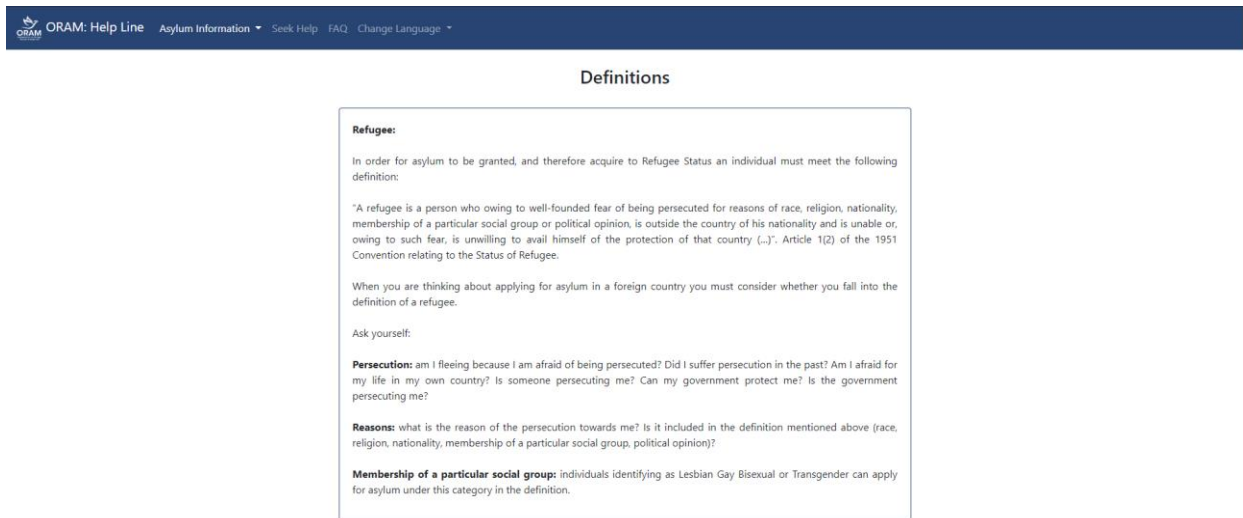 ORAM
ORAM: Help Line Asylum Information Seek Help FAQ Change Language
Definitions
Refugee:
In order for asylum to be granted, and therefore acquire to Refugee Status an individual must meet the following
definition:
"A refugee is a person who owing to well-founded fear of being persecuted for reasons of race, religion, nationality,
membership of a particular social group or political opinion, is outside the country of his nationality and is unable or,
owing to such fear, is unwilling to avail himself of the protection of that country (...)". Article 1(2) of the 1951
Convention relating to the Status of Refugee.
When you are thinking about applying for asylum in a foreign country you must consider whether you fall into the
definition of a refugee.
Ask yourself:
Persecution: am I fleeing because I am afraid of being persecuted? Did I suffer persecution in the past? Am I afraid for
my life in my own country? Is someone persecuting me? Can my government protect me? Is the government
persecuting me?
Reasons: what is the reason of the persecution towards me? Is it included in the definition mentioned above (race,
religion, nationality, membership of a particular social group, political opinion)?
Membership of a particular social group: individuals identifying as Lesbian Gay Bisexual or Transgender can apply
for asylum under this category in the definition.